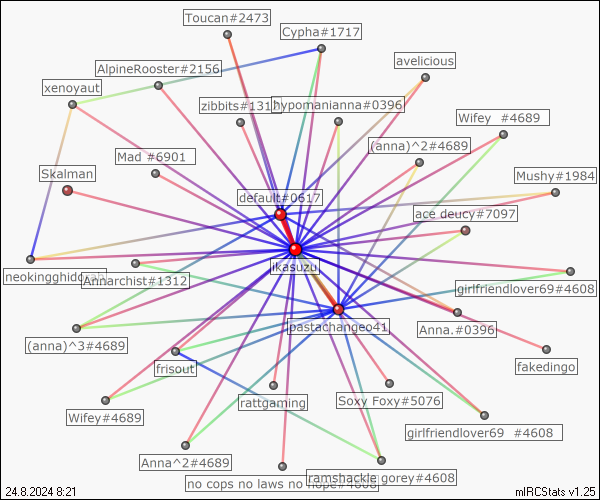 Toucan#2473
Cypha#1717
avelicious
AlpineRooster#2156
xenoyaut
zibbits#131
hypomanianna#0396
Wifey  #4689
(anna)^2#4689
Mad #6901
Skalman
Mushy#1984
default#0617
ace deucy#7097
ikasuzu
Annarchist#1312
girlfriendlover69#4608
pastachangeo41
Anna.#0396
(anna)^3#4689
frisout
fakedingo
rattgaming
Soxy Foxy#5076
Wifey#4689
girlfriendlover69  #4608
Anna^2#4689
no cops no laws no
ramshackle gorey#4608
24.8.2024 8:21
mIRCStats v1.25